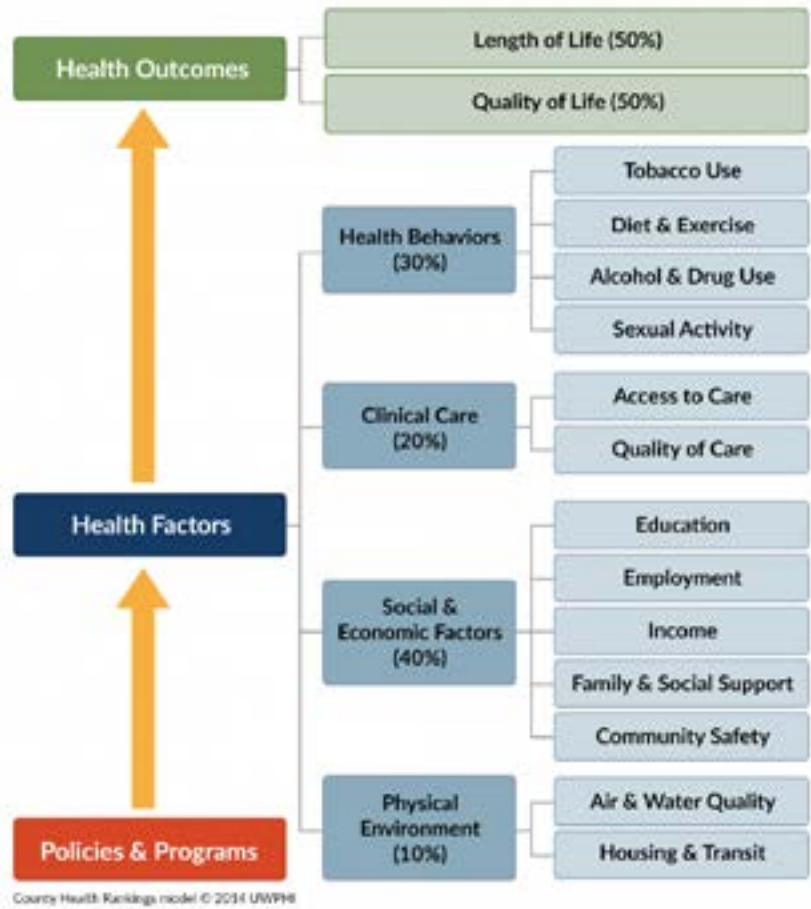 Health Outcomes
Length of Life (50%)
Quality of Life (50%)
Health Factors
Health Behaviors
(30%)
Tobacco Use
Diet & Exercise
Alcohol & Drug Use
Sexual Activity
Clinical Care
(20%)
Access to Care
Quality of Care
Social &
Economic Factors
(40%)
Education
Employment
Income
Family & Social Support
Community Safety
Physical
Environment
(10%)
Air & Water Quality
Housing & Transit
Policies & Programs
County Health Rankings model © 2014 UWPHI